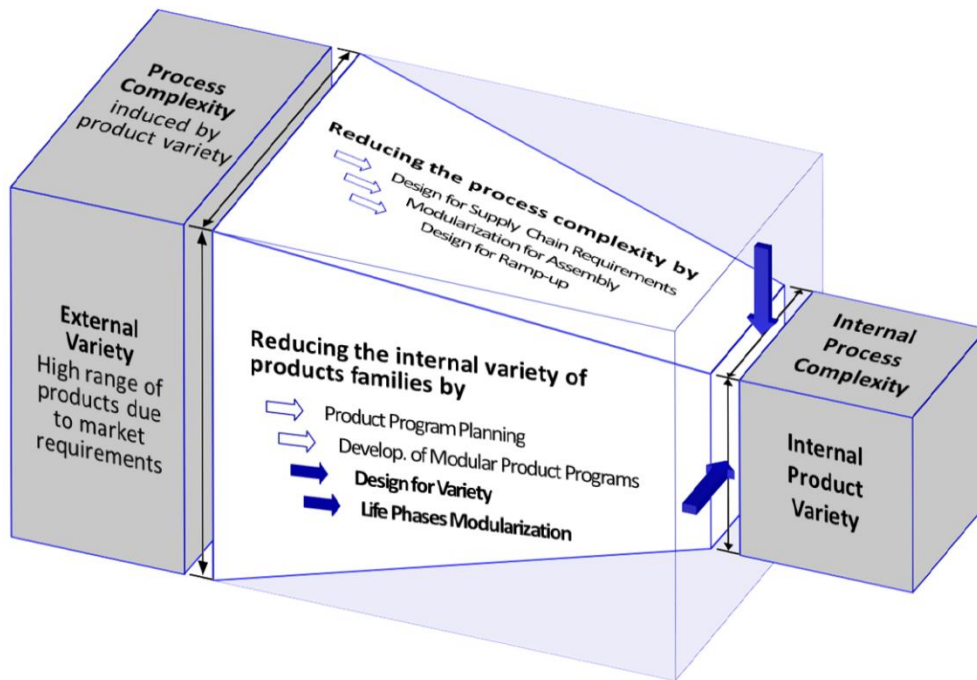 Process
Complexity
induced by
product variety
External
Variety
High range of
products due
to market
requirements
Reducing the process complexity by
Design for Supply Chain Requirements
Modularization for Assembly
Design for Ramp-up
Reducing the internal variety of
products families by
Product Program Planning
Develop. of Modular Product Programs
Design for Variety
Life Phases Modularization
Internal
Process
Complexity
Internal
Product
Variety